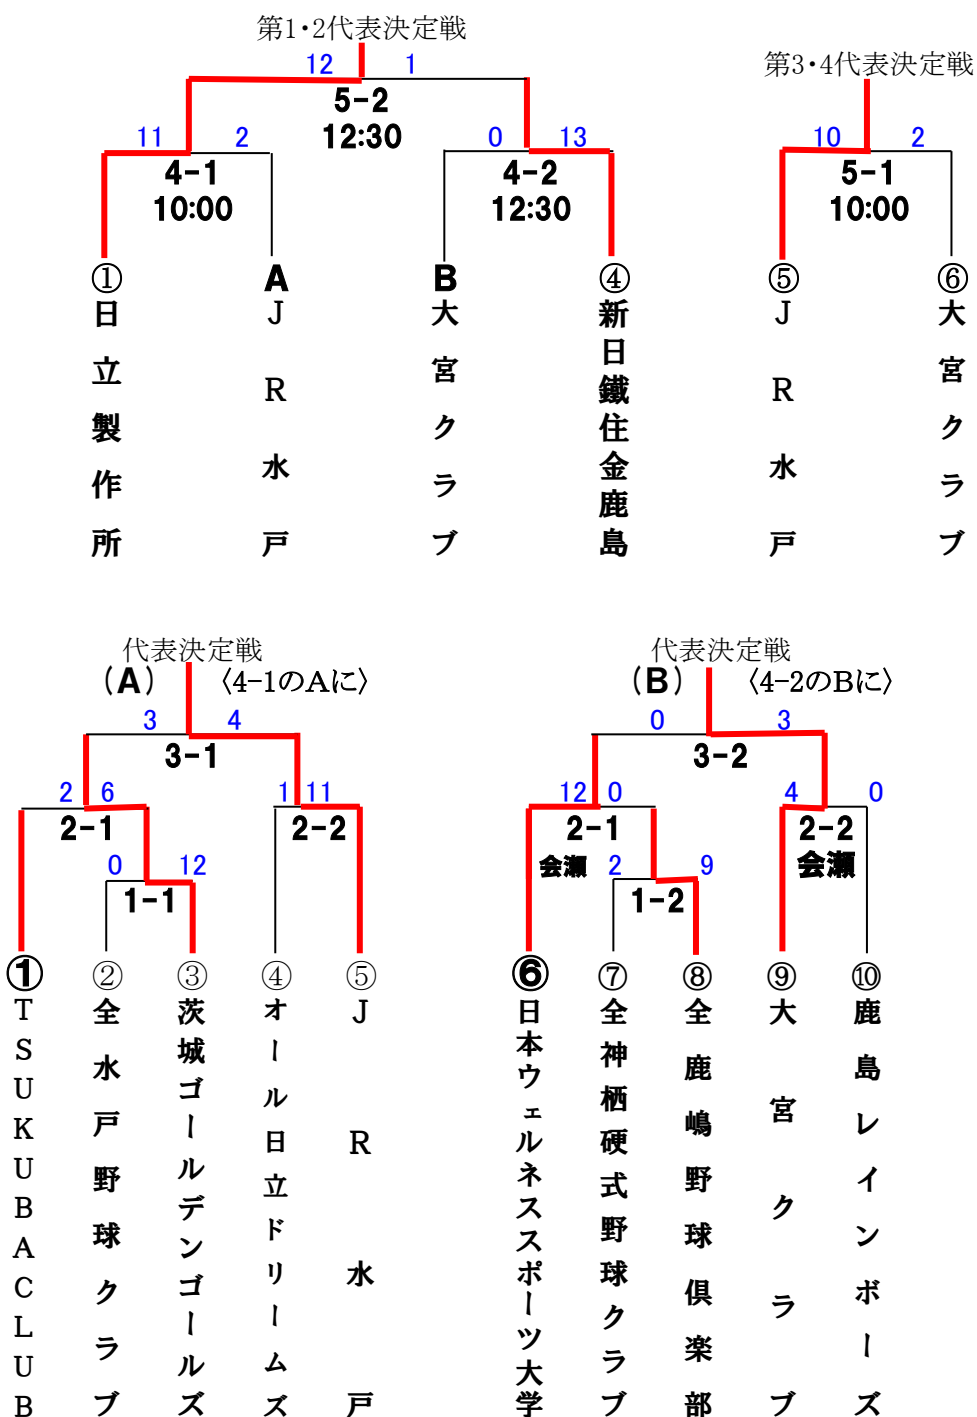 第1・2代表決定戦
12 1
5-2
12:30
第3・4代表決定戦
11 2
4-1
10:00
0 13
4-2
12:30
10 2
5-1
10:00
①
日立製作所
A
JR水戸
B
大宮クラブ
④
新日鐵住金鹿島
⑤
JR水戸
⑥
大宮クラブ
代表決定戦
(A) 〈4-1のAに〉
3 4
3-1
2 6
2-1
1 11
2-2
0 12
1-1
①
TSUKUBACLUB
②
全水戸野球クラブ
③
茨城ゴールデンゴールズ
④
オール日立ドリームズ
⑤
JR水戸
代表決定戦
(B) 〈4-2のBに〉
0 3
3-2
12 0
2-1
会瀬
4 0
2-2
会瀬
2 9
1-2
⑥
日本ウェルネススポーツ大学
⑦
全神栖硬式野球クラブ
⑧
全鹿嶋野球倶楽部
⑨
大宮クラブ
⑩
鹿島レインボーズ